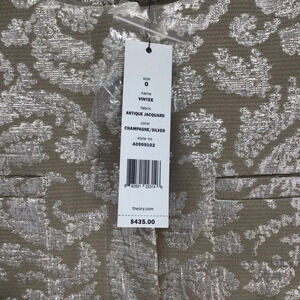 size
0
name
VINTEE
fabric
ANTIQUE JACQUARD
color
CHAMPAGNE/SILVER
style no
A0909102
theory.com
$435.00